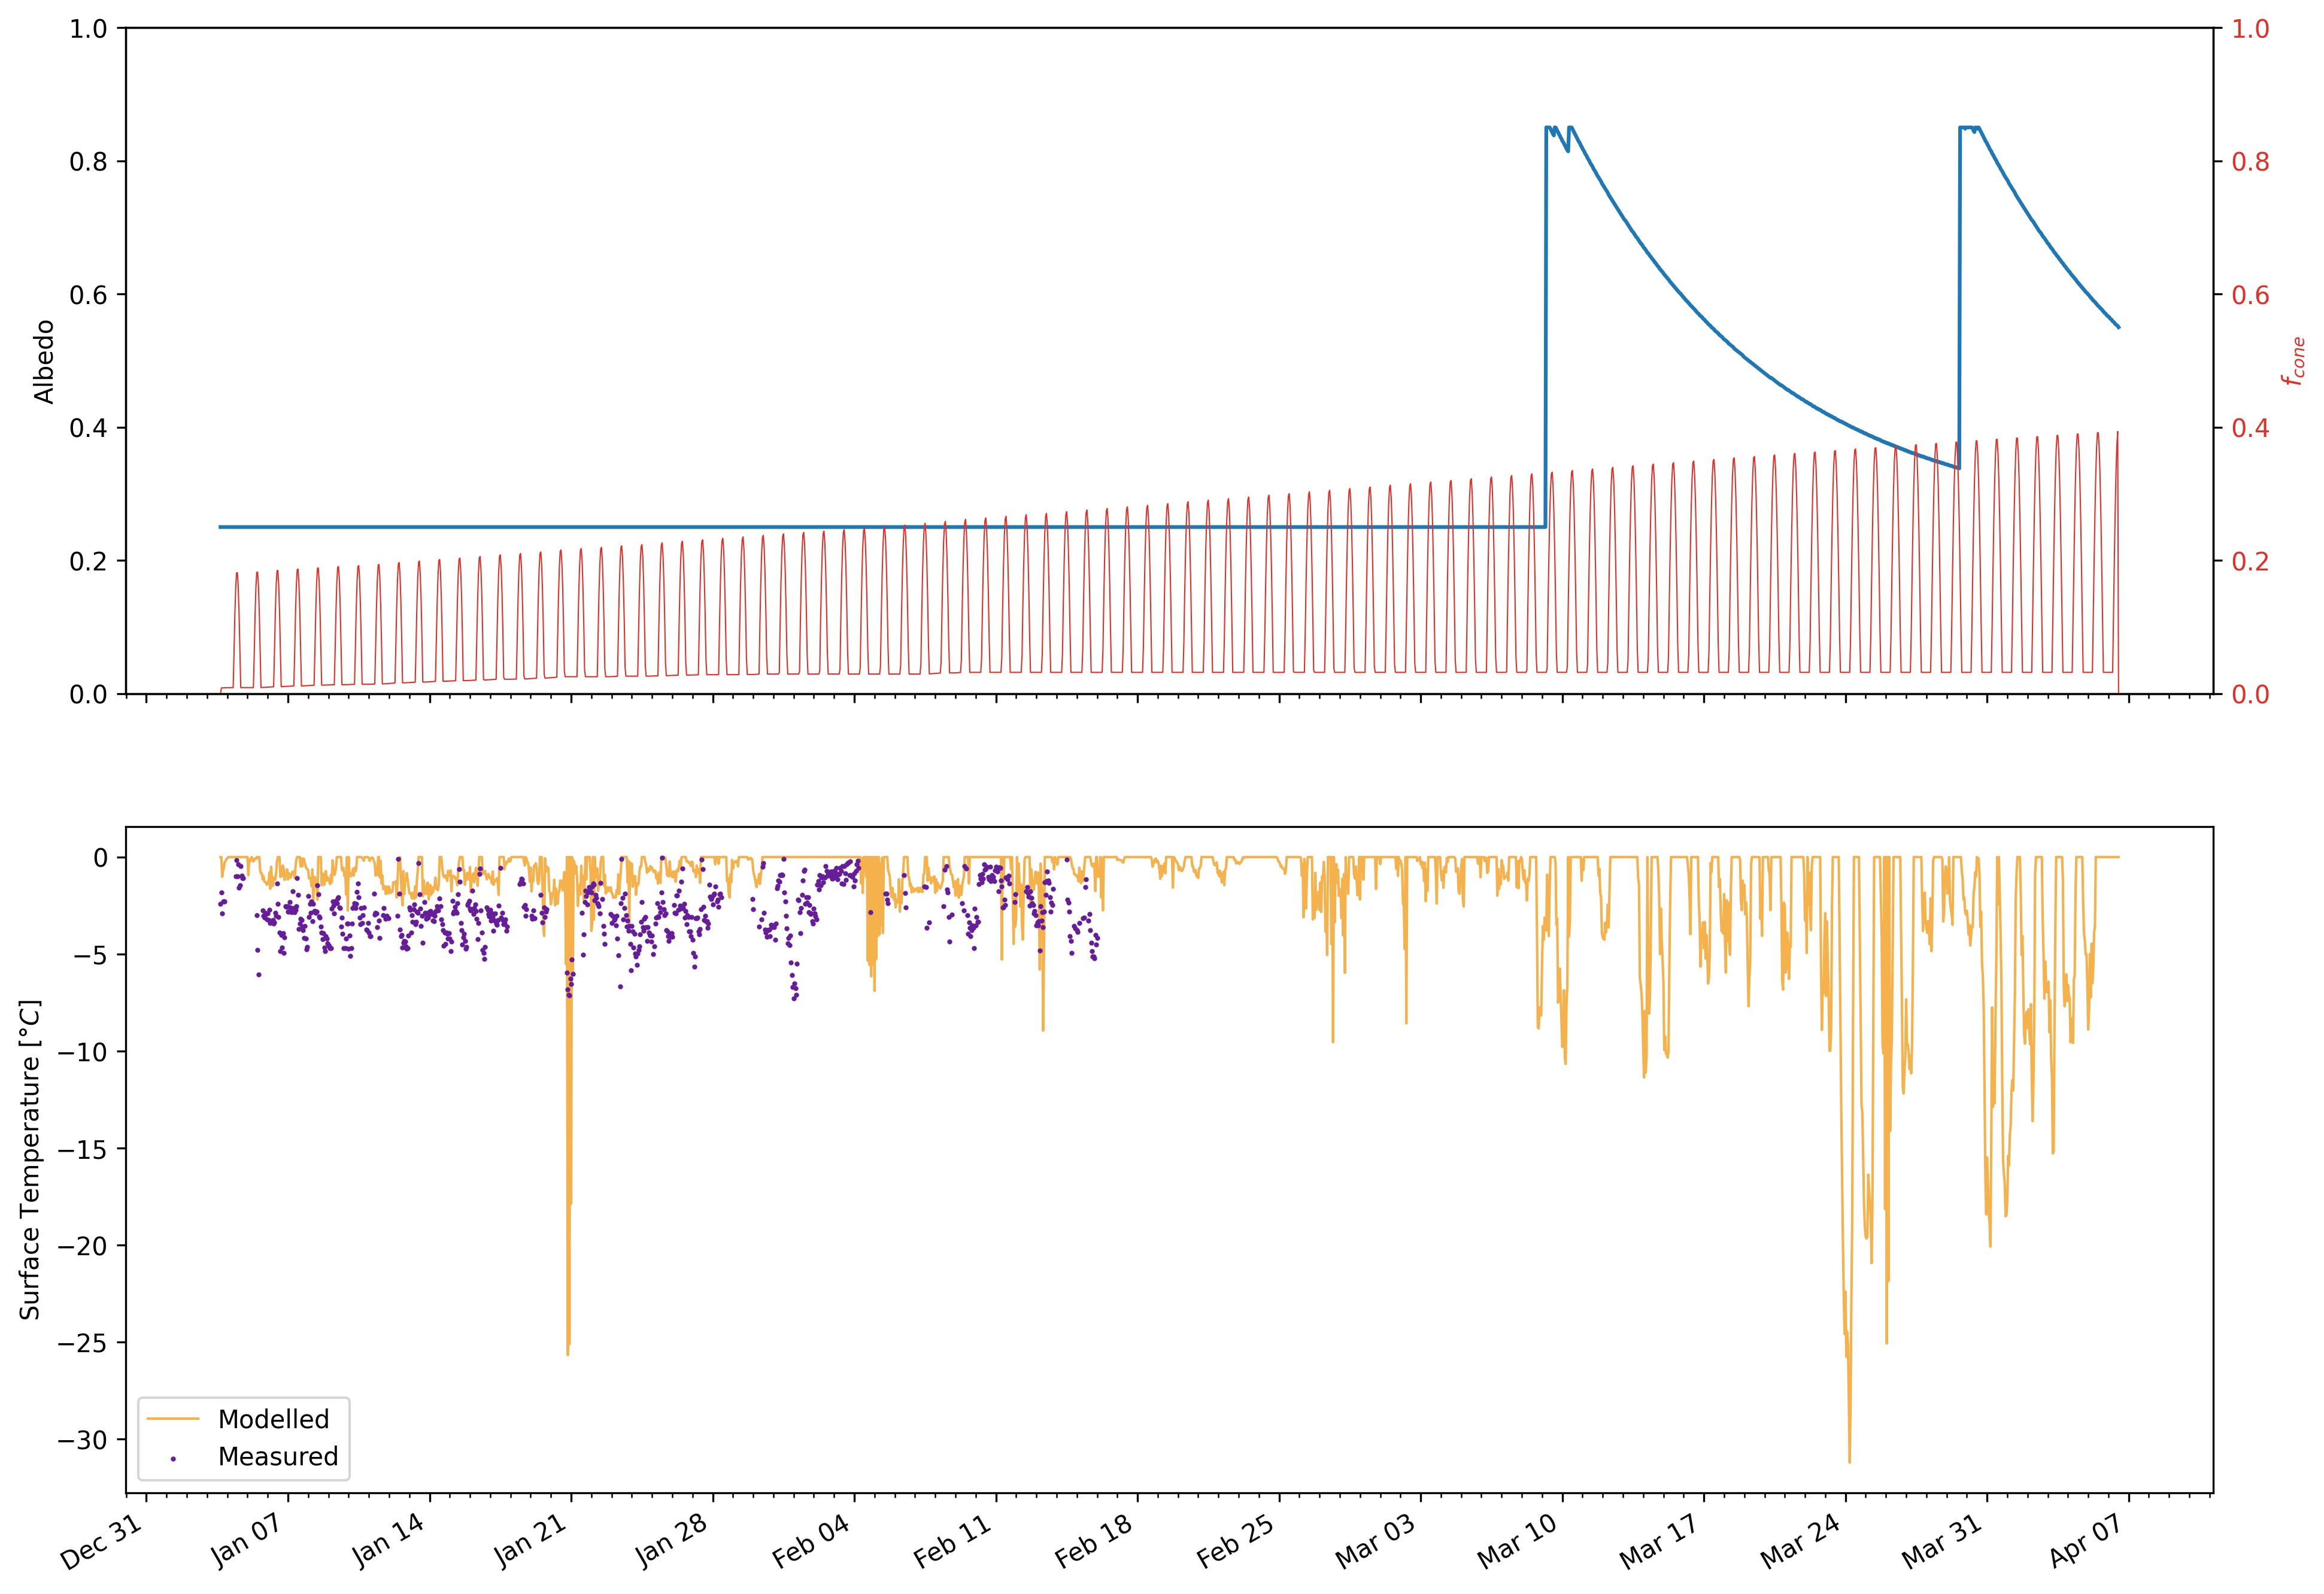 1.0
0.8
0.6
0.4
0.2
0.0
Albedo
1.0
0.8
0.6
0.4
0.2
0.0
f_cone
0
−5
−10
−15
−20
−25
−30
Surface Temperature [°C]
Modelled
Measured
Dec 31
Jan 07
Jan 14
Jan 21
Jan 28
Feb 04
Feb 11
Feb 18
Feb 25
Mar 03
Mar 10
Mar 17
Mar 24
Mar 31
Apr 07